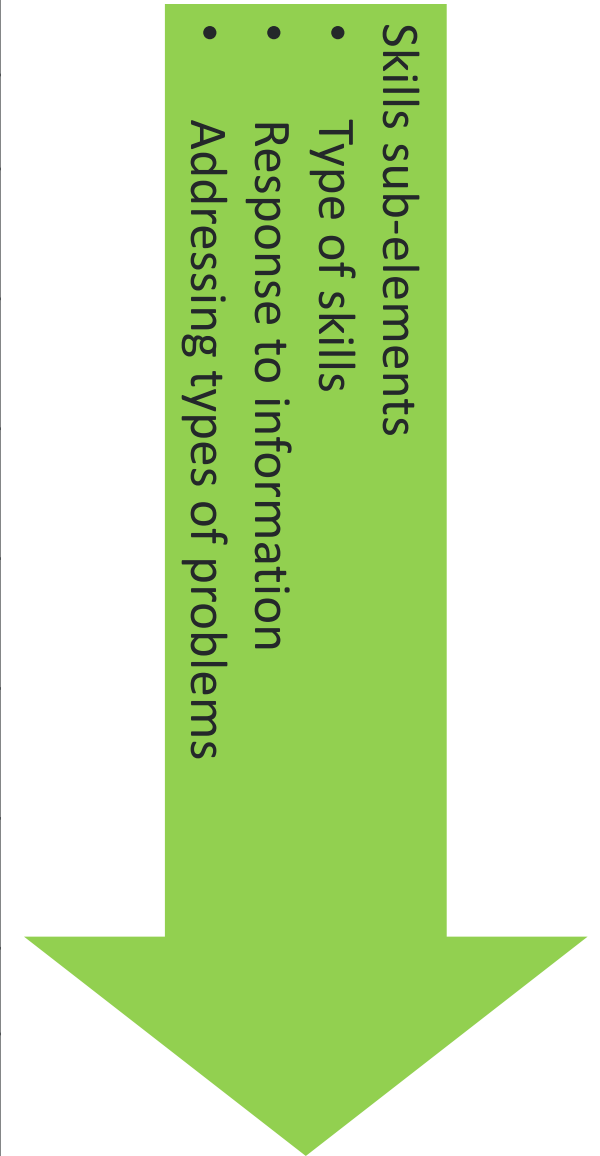 Skills sub-elements
• Type of skills
• Response to information
• Addressing types of problems